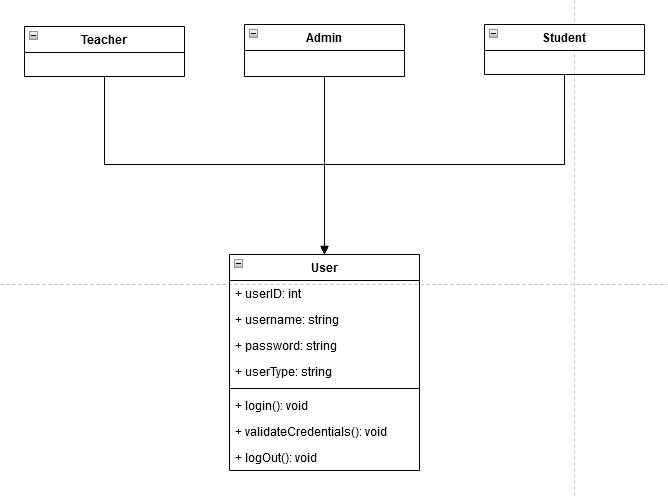 Teacher
Admin
Student
User
+ userID: int
+ username: string
+ password: string
+ userType: string
+ login(): void
+ validateCredentials(): void
+ logOut(): void